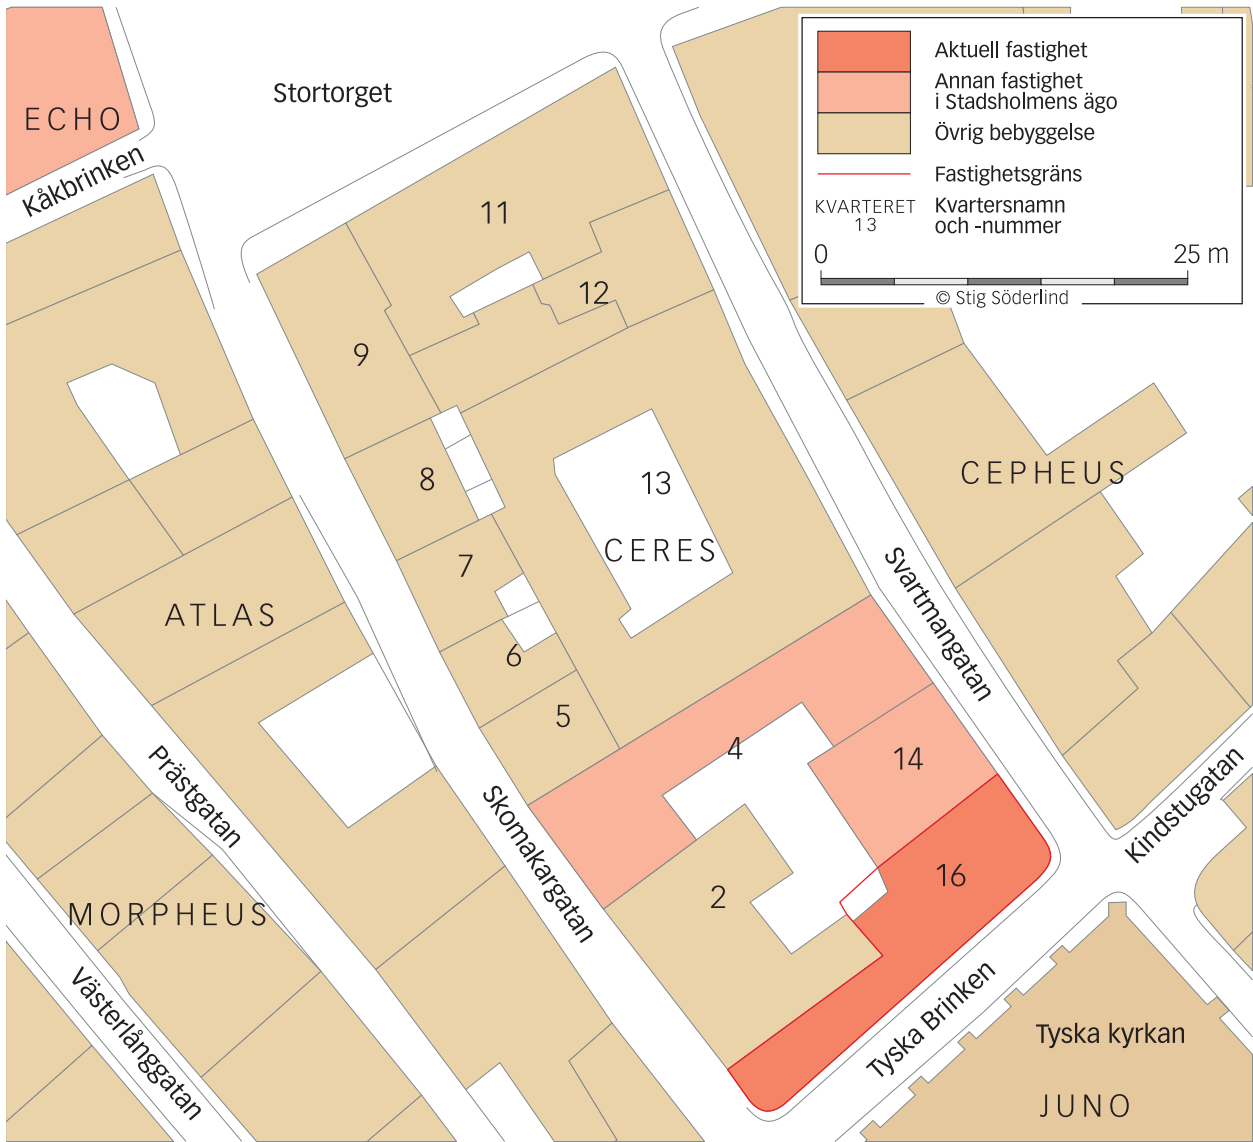 Stortorget
ECHO
Kåkbrinken
Aktuell fastighet
Annan fastighet
i Stadsholmens ägo
Övrig bebyggelse
Fastighetsgräns
KVARTERET
13
Kvartersnamn
och -nummer
0
25 m
© Stig Söderlind
11
12
9
8
13
7
CERES
6
5
4
14
16
2
CEPHEUS
ATLAS
Svartmangatan
Prästgatan
Skomakargatan
Kindstugatan
MORPHEUS
Västerlånggatan
Tyska Brinken
Tyska kyrkan
JUNO